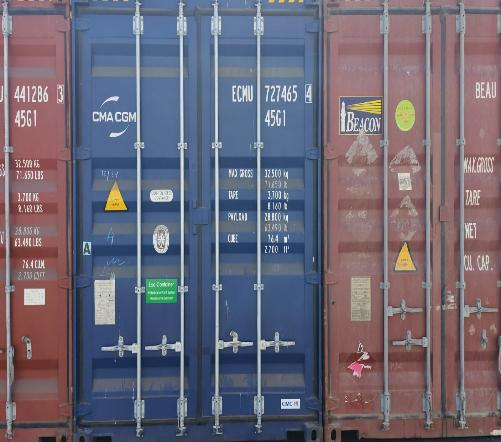 441286 3
45G1
32,500 KG
71,650 LBS
3,700 KG
8,160 LBS
28,800 KG
63,490 LBS
76.4 CU.M.
2,700 CU.FT.
CMA CGM
ECMU 727465 4
45G1
MAX GROSS 32,500 kg
71,650 lb
TARE 3,700 kg
8,160 lb
PAYLOAD 28,800 kg
63,490 lb
CUBE 76.4 m³
2,700 ft³
A
Eco Container
CIMC
BEACON
BEAU
MAX.GROSS
TARE
NET
CU. CAP.